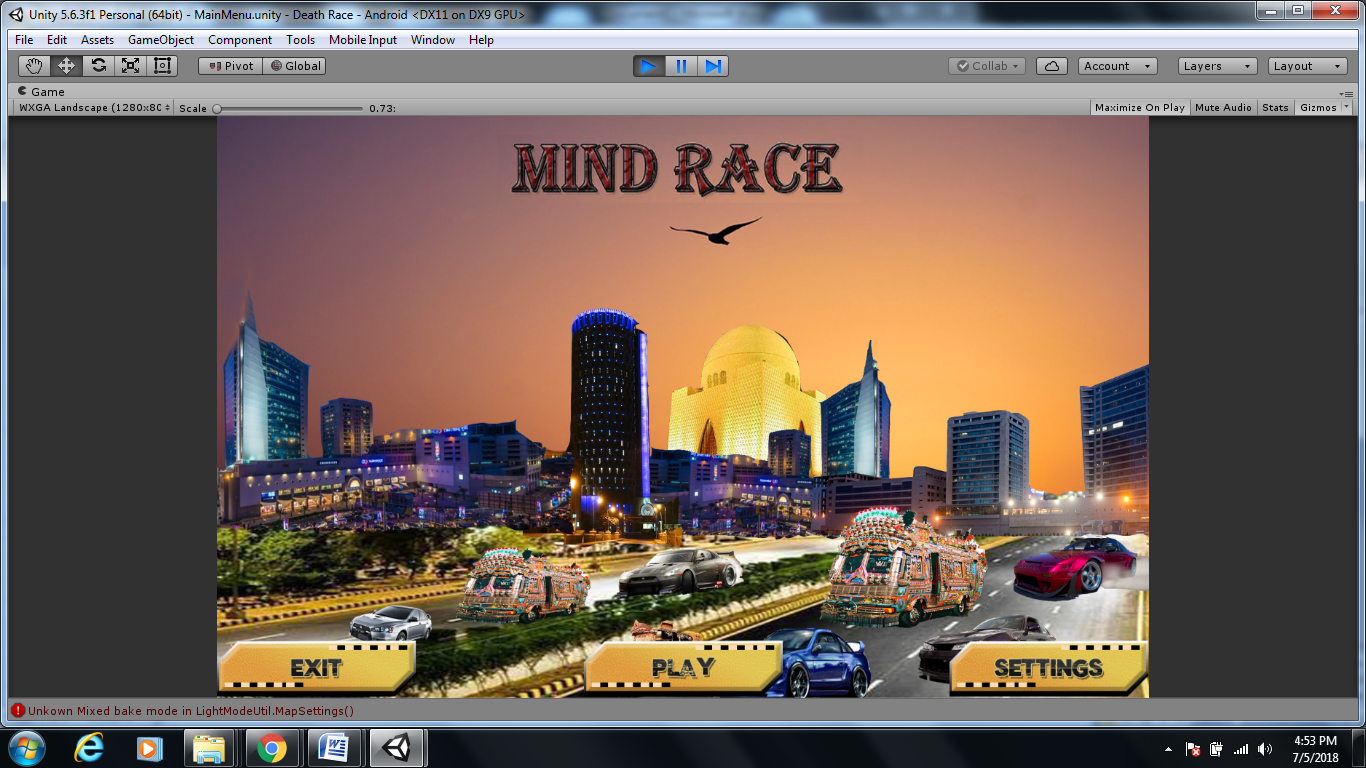 Unity 5.6.3f1 Personal (64bit) - MainMenu.unity - Death Race - Android <DX11 on DX9 GPU>
File Edit Assets GameObject Component Tools Mobile Input Window Help
Pivot Global Collab Account Layers Layout
Game
WXGA Landscape (1280x80 Scale 0.73: Maximize On Play Mute Audio Stats Gizmos
MIND RACE
EXIT PLAY SETTINGS
Unkown Mixed bake mode in LightModeUtil.MapSettings()
4:53 PM
7/5/2018